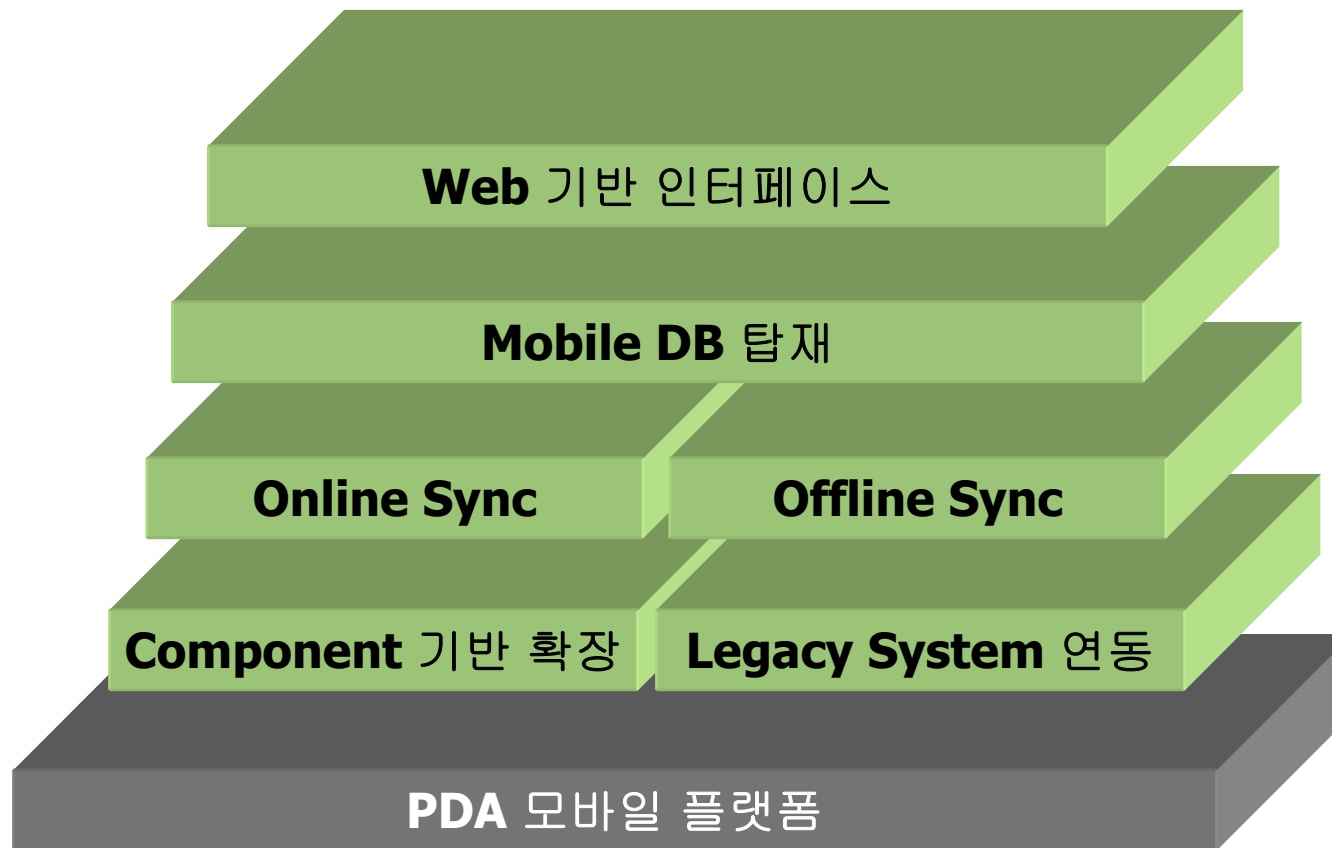 Web 기반 인터페이스
Mobile DB 탑재
Online Sync
Offline Sync
Component 기반 확장
Legacy System 연동
PDA 모바일 플랫폼